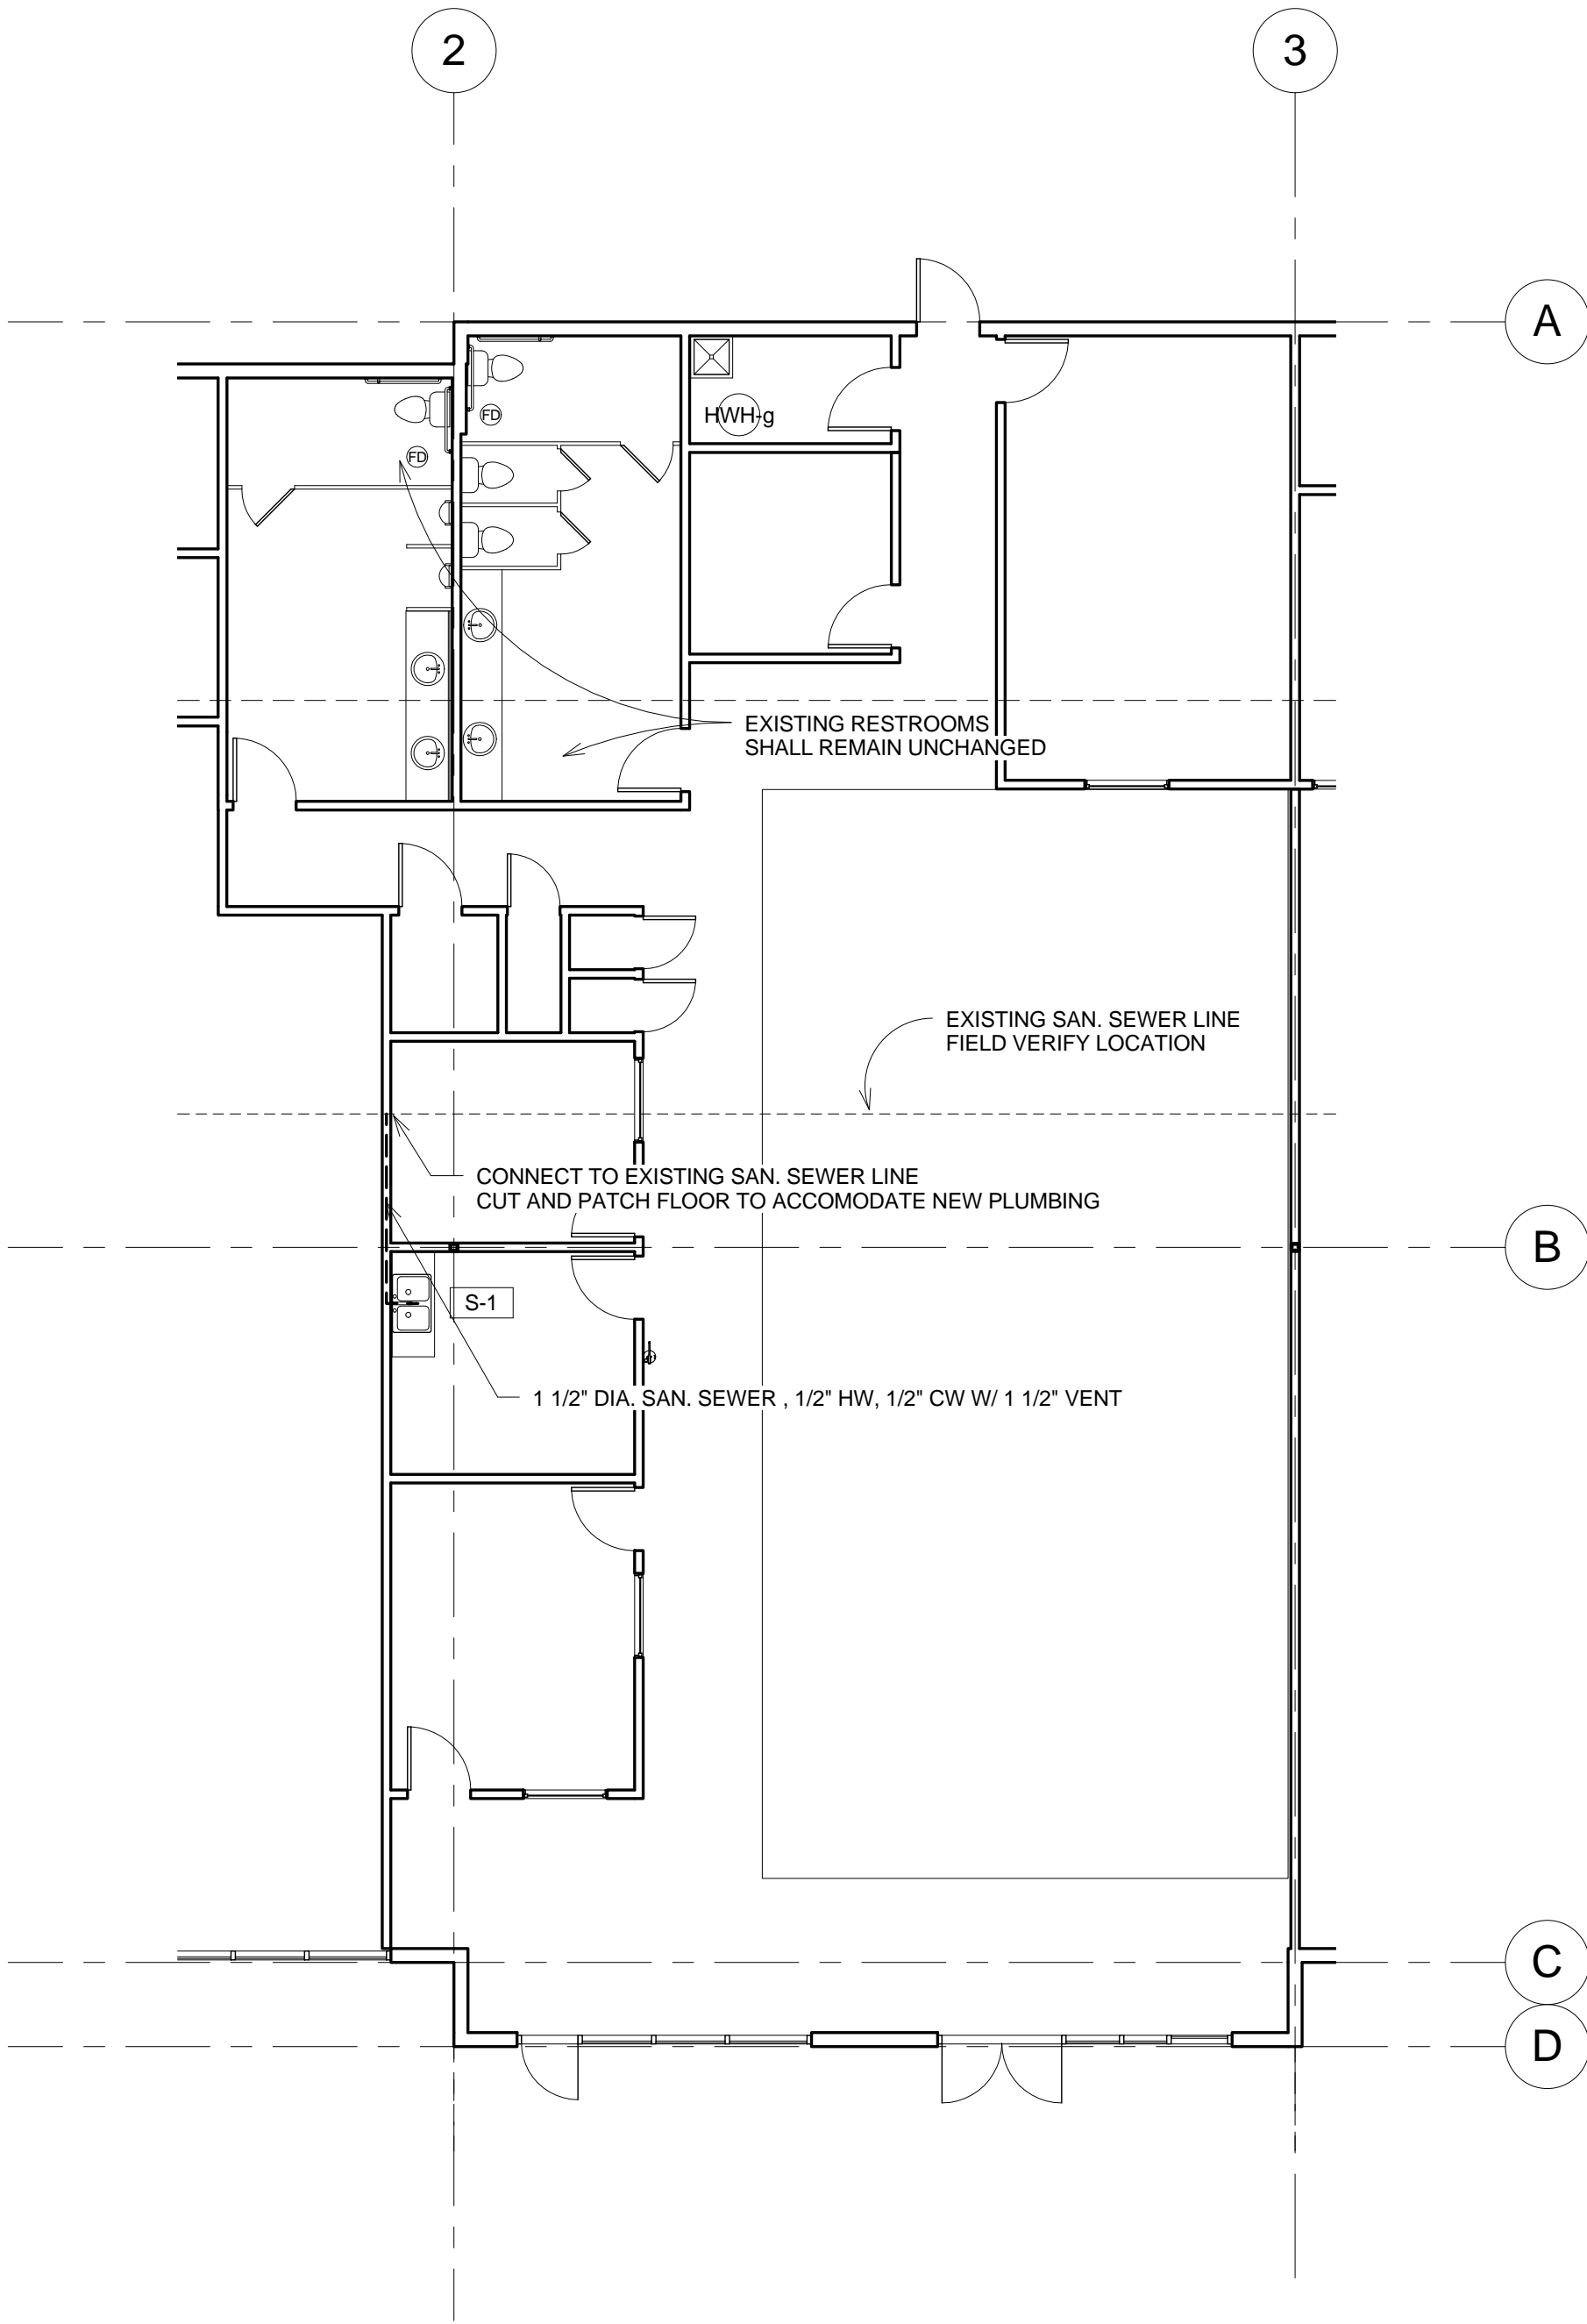 2
3
A
HWH-g
FD
FD
EXISTING RESTROOMS
SHALL REMAIN UNCHANGED
EXISTING SAN. SEWER LINE
FIELD VERIFY LOCATION
CONNECT TO EXISTING SAN. SEWER LINE
CUT AND PATCH FLOOR TO ACCOMODATE NEW PLUMBING
B
S-1
1 1/2" DIA. SAN. SEWER , 1/2" HW, 1/2" CW W/ 1 1/2" VENT
C
D